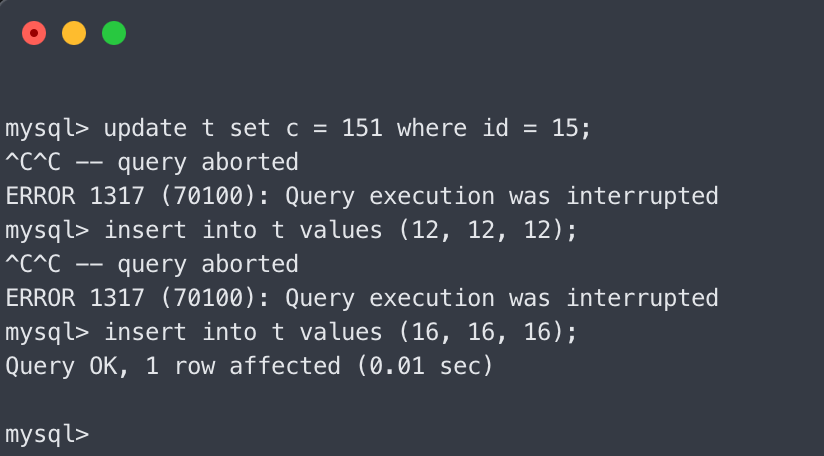 mysql> update t set c = 151 where id = 15;
^C^C -- query aborted
ERROR 1317 (70100): Query execution was interrupted
mysql> insert into t values (12, 12, 12);
^C^C -- query aborted
ERROR 1317 (70100): Query execution was interrupted
mysql> insert into t values (16, 16, 16);
Query OK, 1 row affected (0.01 sec)
mysql>